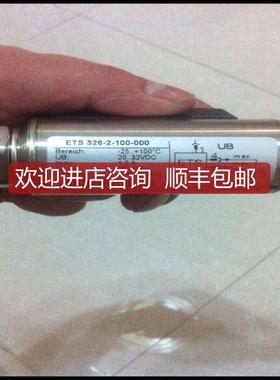 ETS 326-2-100-000
Bereich: -25..+100°C
UB: 20..32VDC
UB
ETS
max
欢迎进店咨询 顺丰包邮